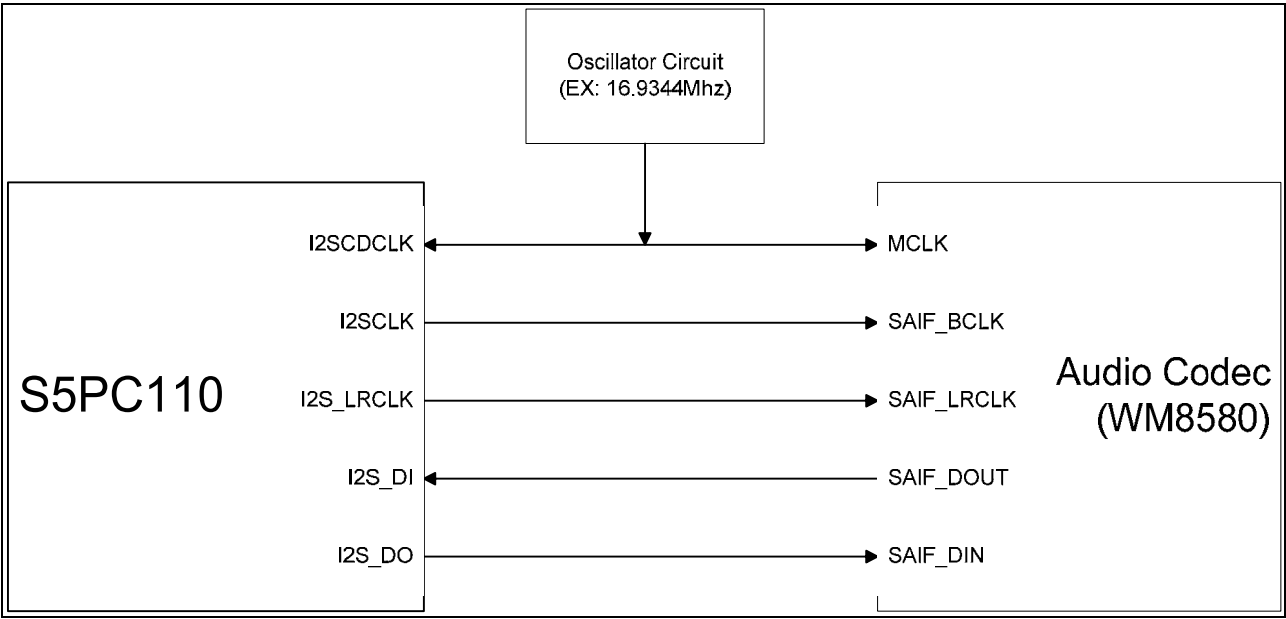 Oscillator Circuit
(EX: 16.9344Mhz)
I2SCDCLK
MCLK
I2SCLK
SAIF_BCLK
S5PC110
I2S_LRCLK
SAIF_LRCLK
Audio Codec
(WM8580)
I2S_DI
SAIF_DOUT
I2S_DO
SAIF_DIN